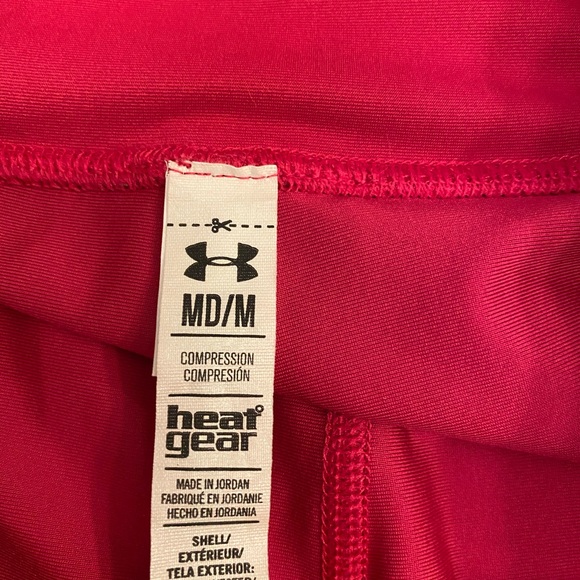 MD/M
COMPRESSION
COMPRESIÓN
heat°
gear
MADE IN JORDAN
FABRIQUÉ EN JORDANIE
HECHO EN JORDANIA
SHELL/
EXTÉRIEUR/
TELA EXTERIOR: